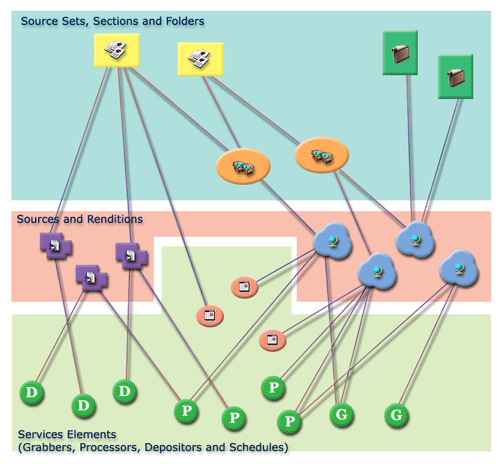 Source Sets, Sections and Folders
Sources and Renditions
D
D
D
P
P
P
P
G
G
Services Elements
(Grabbers, Processors, Depositors and Schedules)